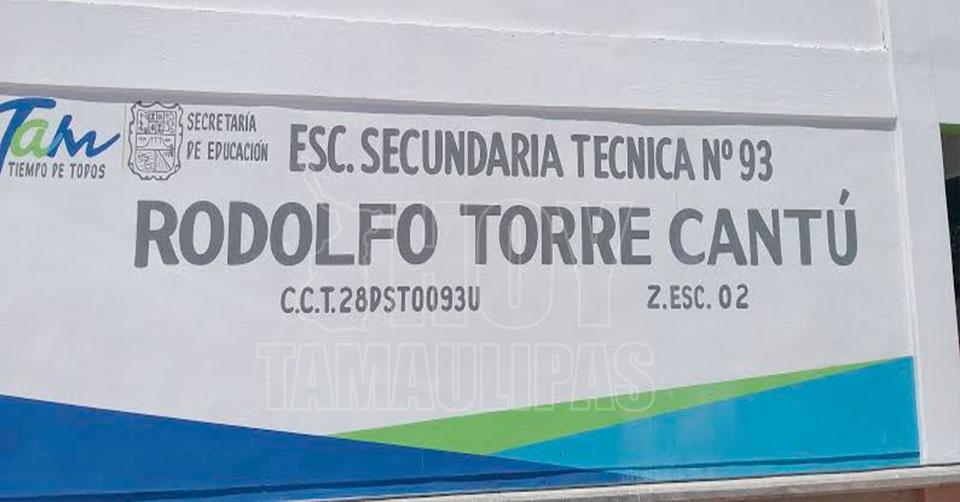 Tam
TIEMPO DE TODOS
SECRETARÍA
DE EDUCACIÓN
ESC. SECUNDARIA TECNICA Nº 93
RODOLFO TORRE CANTÚ
C.C.T. 28DST0093U
Z.ESC. 02
HOY
TAMAULIPAS